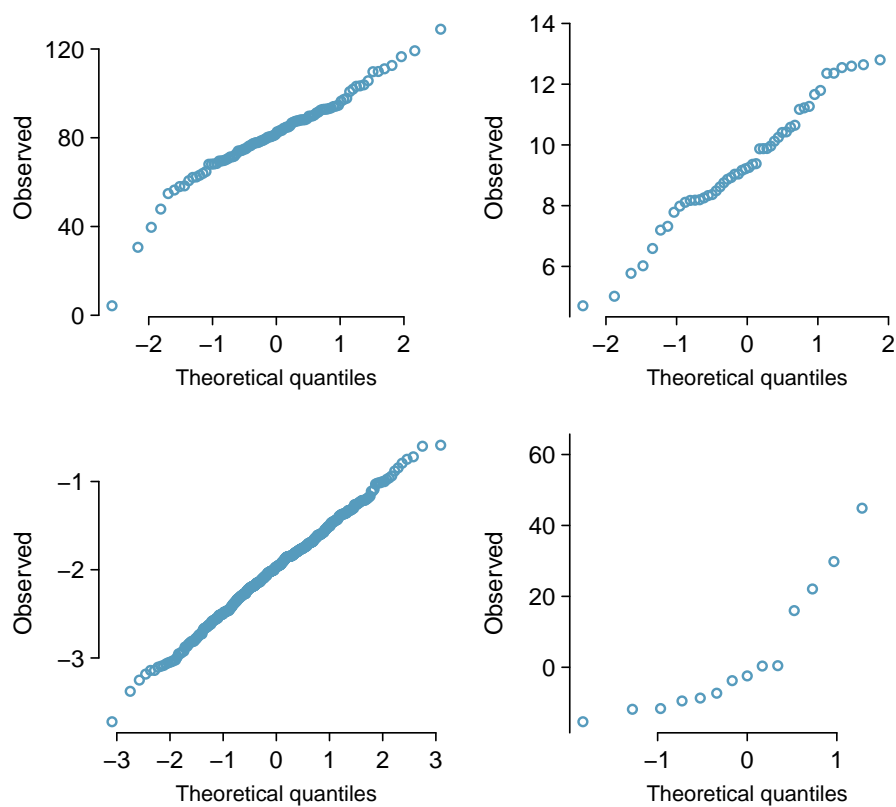 Observed
120
80
40
0
−2 −1 0 1 2
Theoretical quantiles
Observed
14
12
10
8
6
−2 −1 0 1 2
Theoretical quantiles
Observed
−1
−2
−3
−3 −2 −1 0 1 2 3
Theoretical quantiles
Observed
60
40
20
0
−1 0 1
Theoretical quantiles